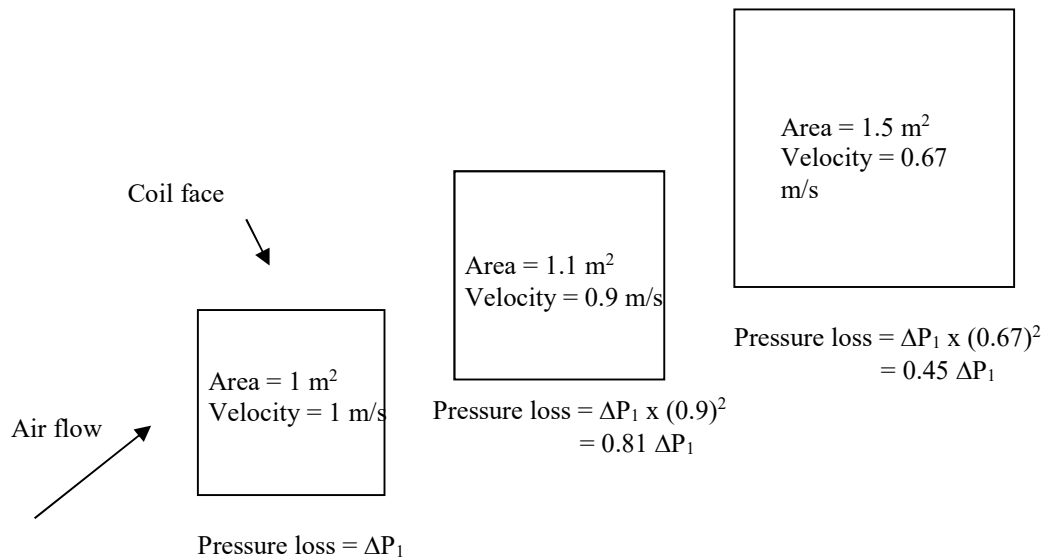 Coil face
Air flow
Area = 1 m²
Velocity = 1 m/s
Pressure loss = ΔP₁
Area = 1.1 m²
Velocity = 0.9 m/s
Pressure loss = ΔP₁ x (0.9)²
= 0.81 ΔP₁
Area = 1.5 m²
Velocity = 0.67
m/s
Pressure loss = ΔP₁ x (0.67)²
= 0.45 ΔP₁